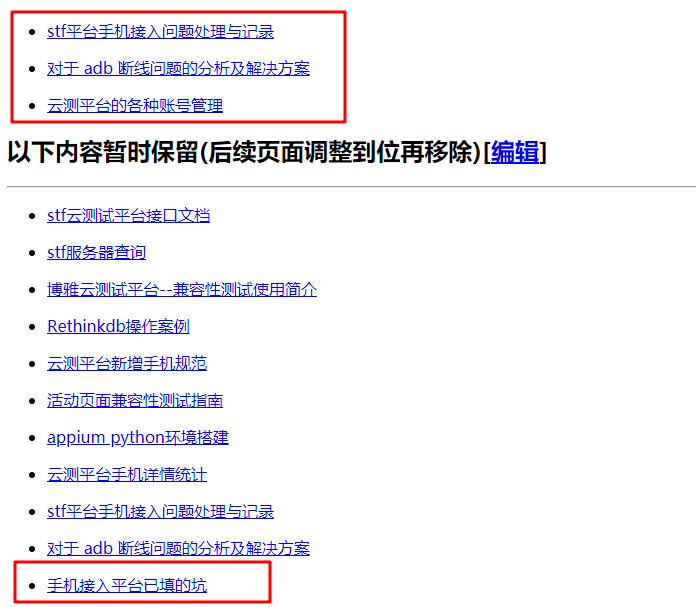 stf平台手机接入问题处理与记录
对于 adb 断线问题的分析及解决方案
云测平台的各种账号管理
以下内容暂时保留(后续页面调整到位再移除)[编辑]
stf云测试平台接口文档
stf服务器查询
博雅云测试平台--兼容性测试使用简介
Rethinkdb操作案例
云测平台新增手机规范
活动页面兼容性测试指南
appium python环境搭建
云测平台手机详情统计
stf平台手机接入问题处理与记录
对于 adb 断线问题的分析及解决方案
手机接入平台已填的坑